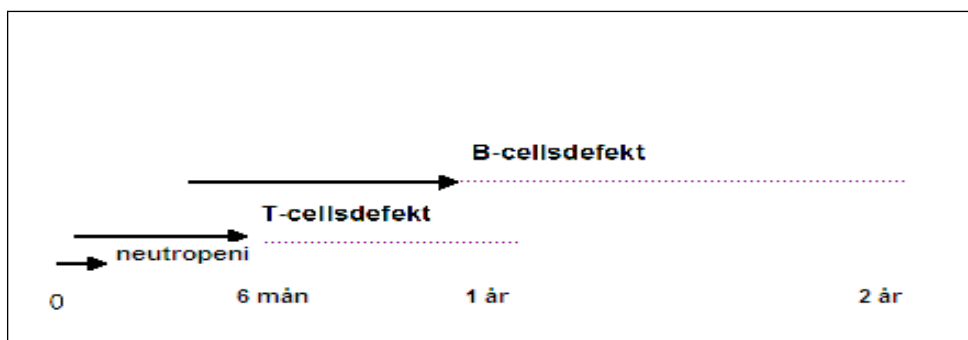 B-cellsdefekt
T-cellsdefekt
neutropeni
0 6 mån 1 år 2 år